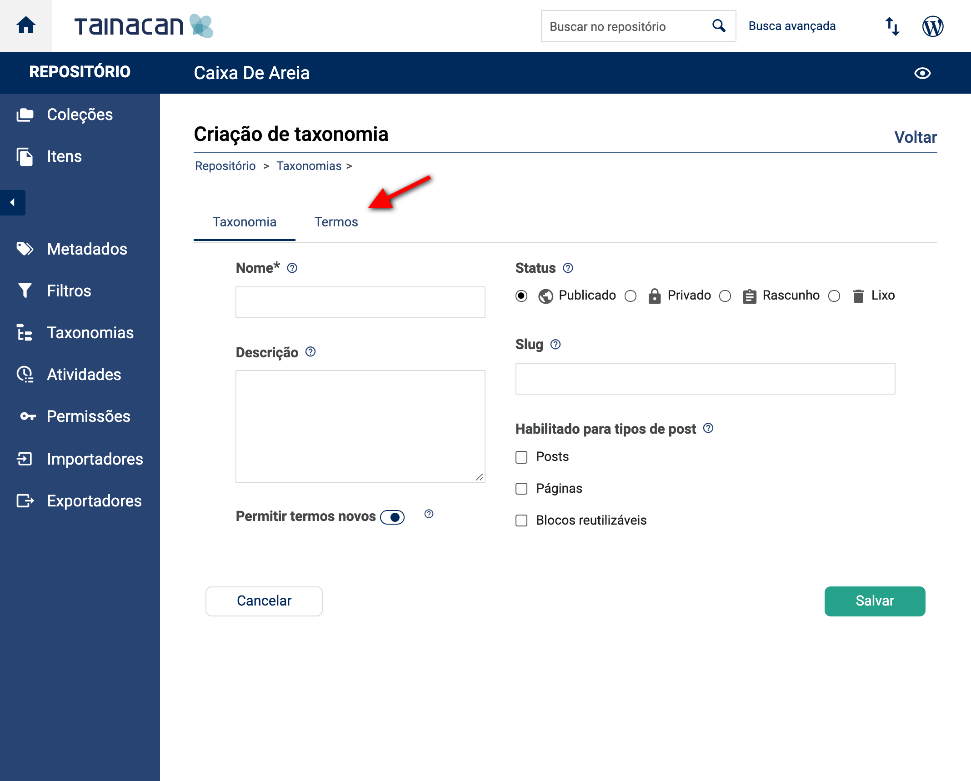 Tainacan
Buscar no repositório
Busca avançada
REPOSITÓRIO
Caixa De Areia
Coleções
Itens
Metadados
Filtros
Taxonomias
Atividades
Permissões
Importadores
Exportadores
Criação de taxonomia
Voltar
Repositório > Taxonomias >
Taxonomia
Termos
Nome*
Descrição
Permitir termos novos
Status
Publicado
Privado
Rascunho
Lixo
Slug
Habilitado para tipos de post
Posts
Páginas
Blocos reutilizáveis
Cancelar
Salvar